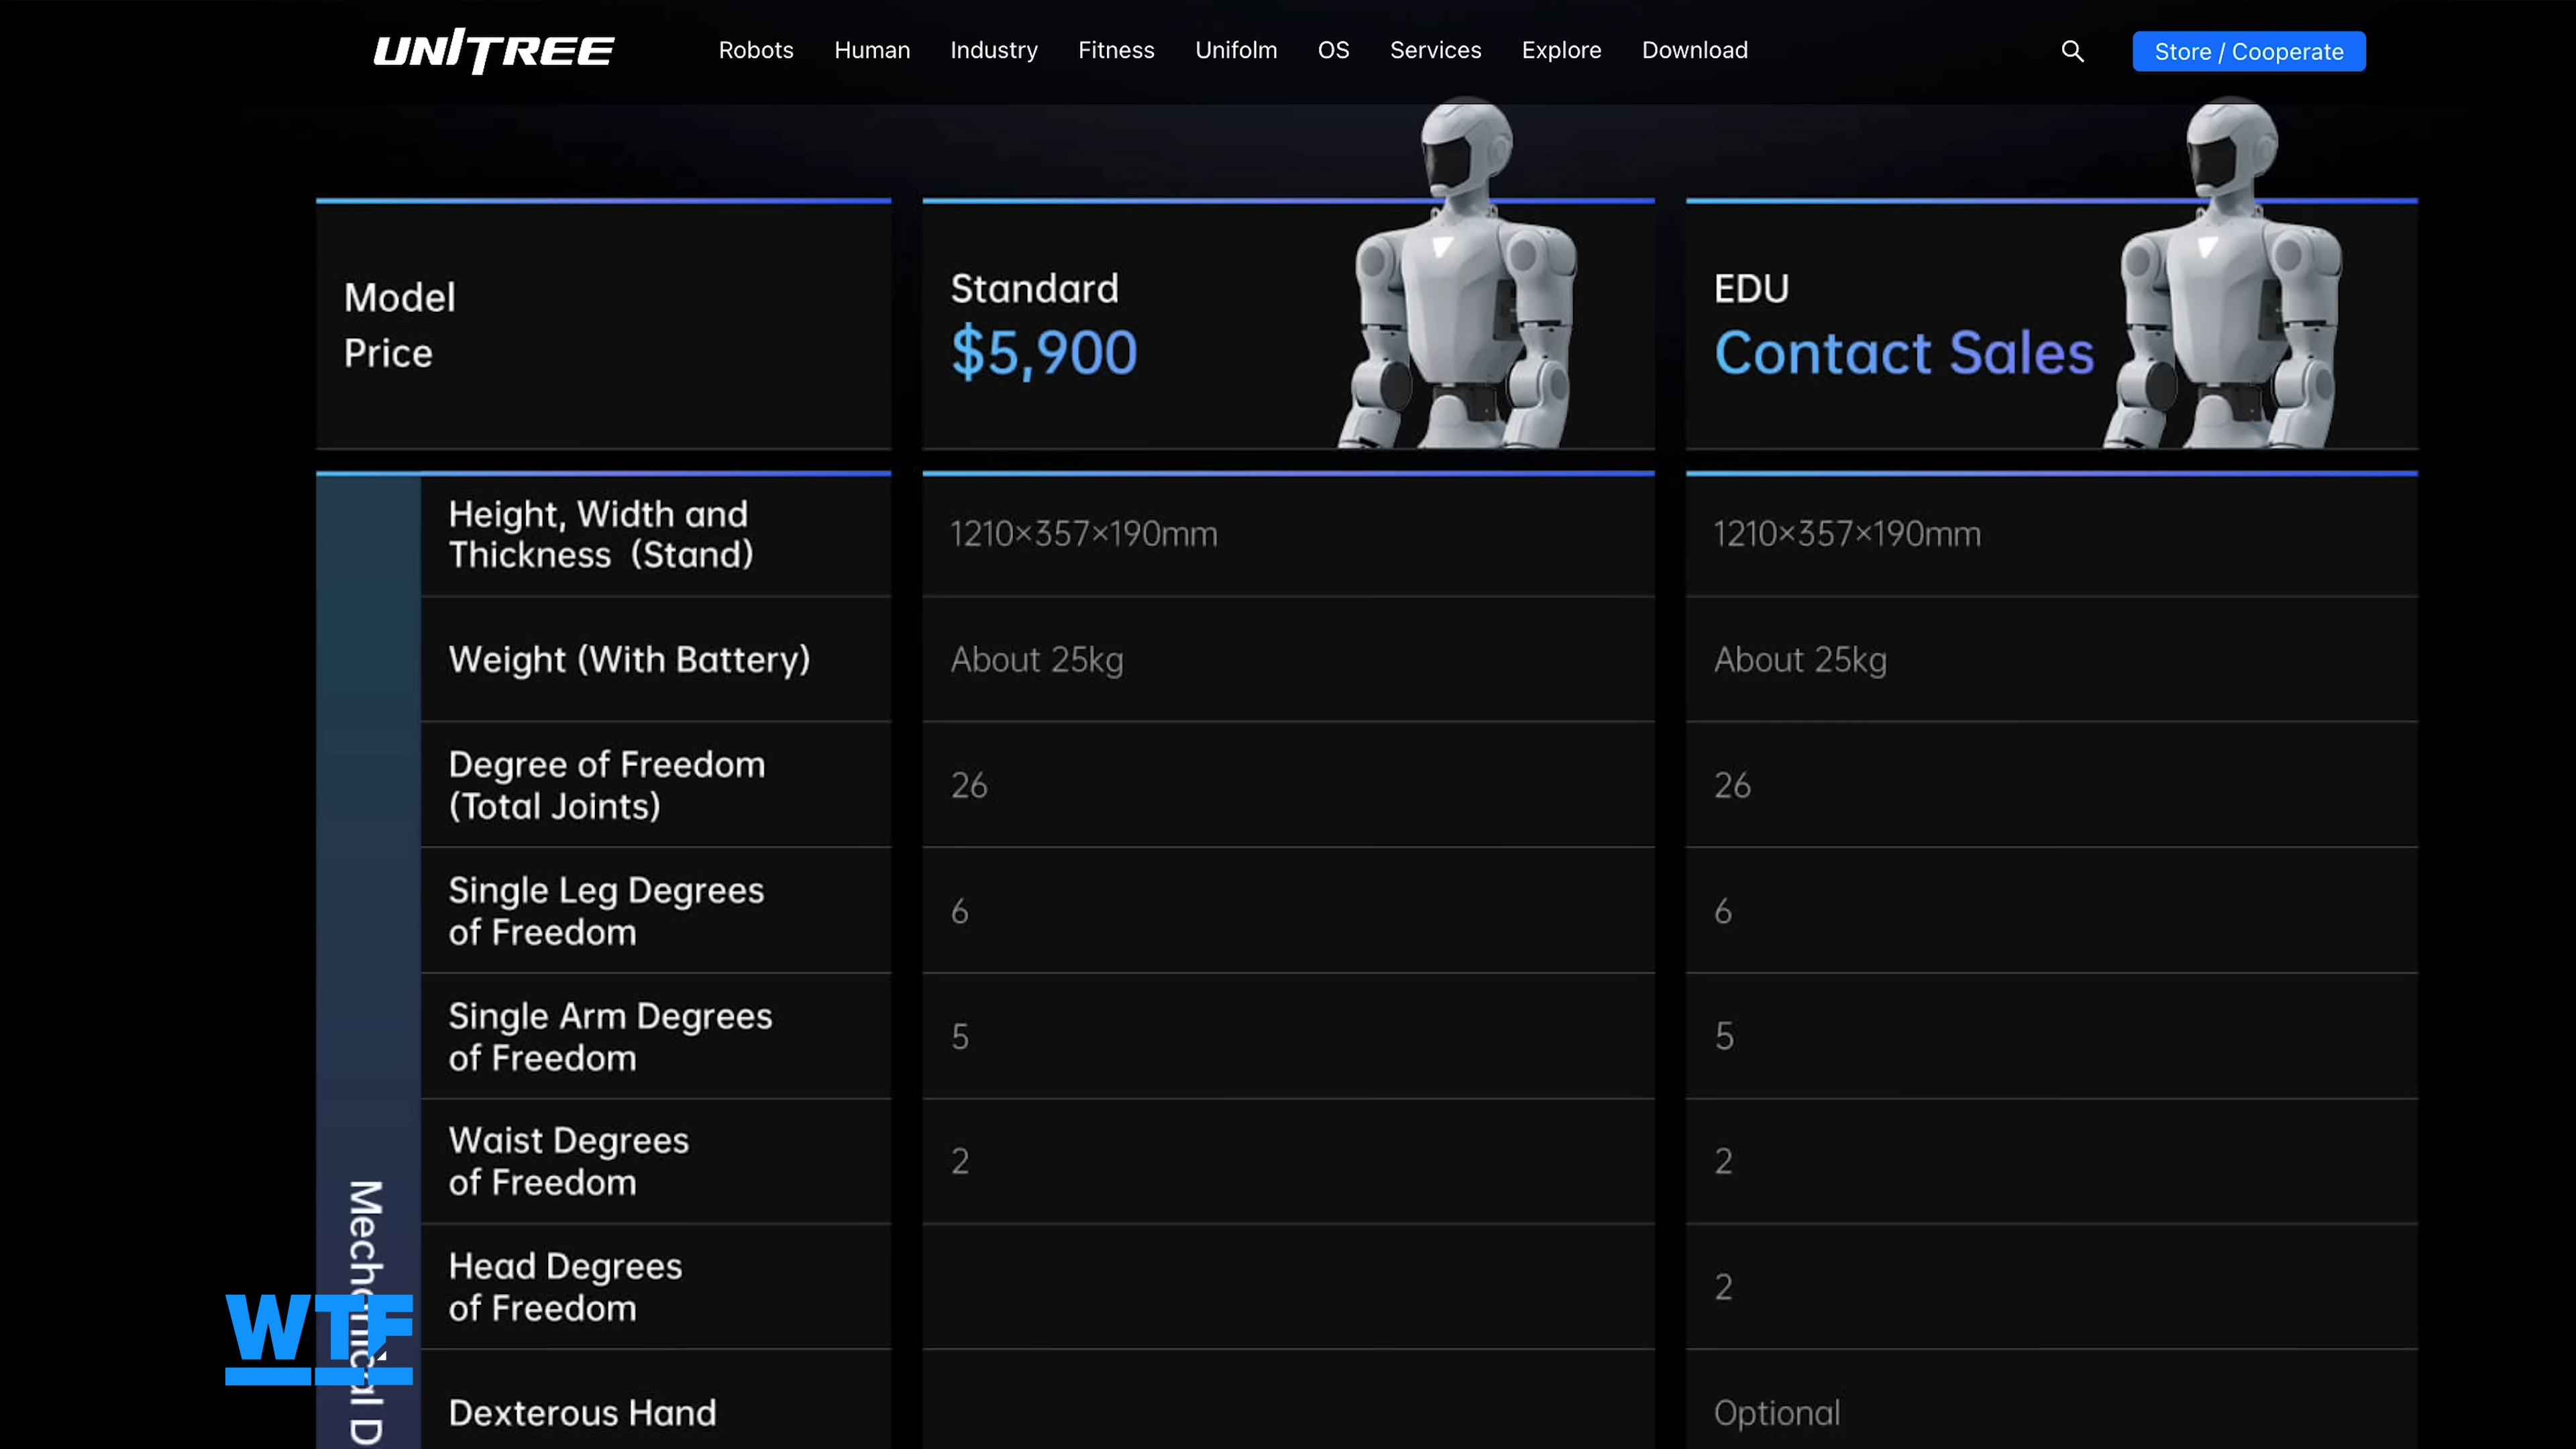 UNITREE
Robots Human Industry Fitness Unifolm OS Services Explore Download
Store / Cooperate
Model
Price
Standard
$5,900
EDU
Contact Sales
Height, Width and
Thickness (Stand)
1210×357×190mm
1210×357×190mm
Weight (With Battery)
About 25kg
About 25kg
Degree of Freedom
(Total Joints)
26
26
Single Leg Degrees
of Freedom
6
6
Single Arm Degrees
of Freedom
5
5
Waist Degrees
of Freedom
2
2
Head Degrees
of Freedom
2
Dexterous Hand
Optional
Mechanical D
WTF